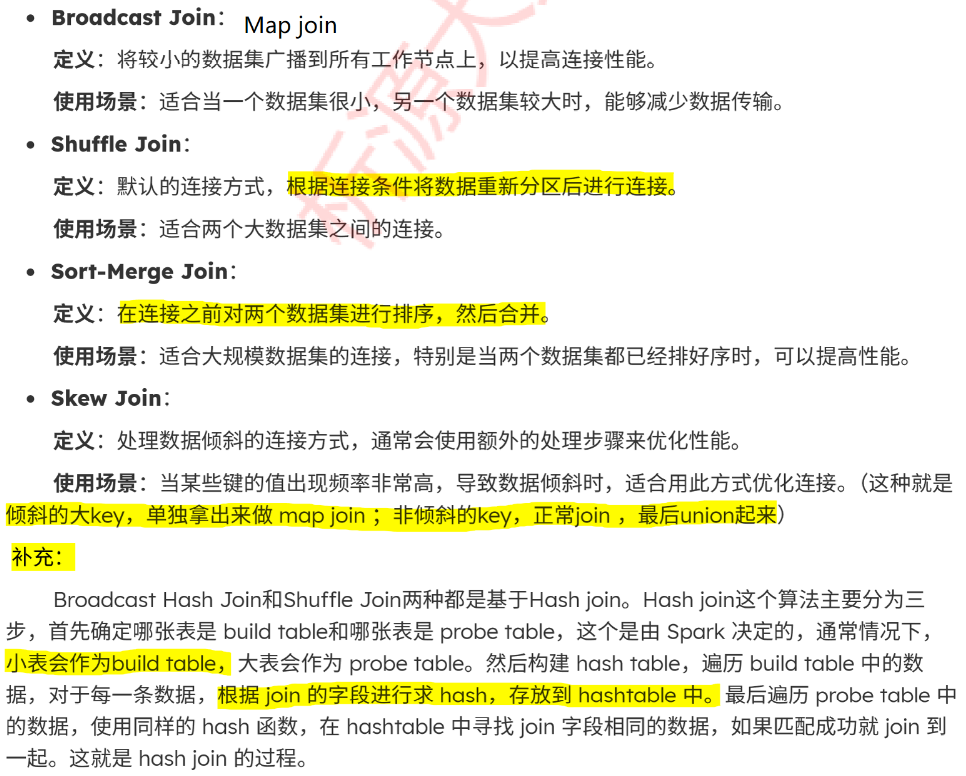 • Broadcast Join： Map join
定义：将较小的数据集广播到所有工作节点上，以提高连接性能。
使用场景：适合当一个数据集很小，另一个数据集较大时，能够减少数据传输。
• Shuffle Join：
定义：默认的连接方式，根据连接条件将数据重新分区后进行连接。
使用场景：适合两个大数据集之间的连接。
• Sort-Merge Join：
定义：在连接之前对两个数据集进行排序，然后合并。
使用场景：适合大规模数据集的连接，特别是当两个数据集都已经排好序时，可以提高性能。
• Skew Join：
定义：处理数据倾斜的连接方式，通常会使用额外的处理步骤来优化性能。
使用场景：当某些键的值出现频率非常高，导致数据倾斜时，适合用此方式优化连接。（这种就是
倾斜的大key，单独拿出来做 map join ；非倾斜的key，正常join ，最后union起来）
补充：
Broadcast Hash Join和Shuffle Join两种都是基于Hash join。Hash join这个算法主要分为三
步，首先确定哪张表是 build table和哪张表是 probe table，这个是由 Spark 决定的，通常情况下，
小表会作为build table，大表会作为 probe table。然后构建 hash table，遍历 build table 中的数
据，对于每一条数据，根据 join 的字段进行求 hash，存放到 hashtable 中。最后遍历 probe table 中
的数据，使用同样的 hash 函数，在 hashtable 中寻找 join 字段相同的数据，如果匹配成功就 join 到
一起。这就是 hash join 的过程。
析源大